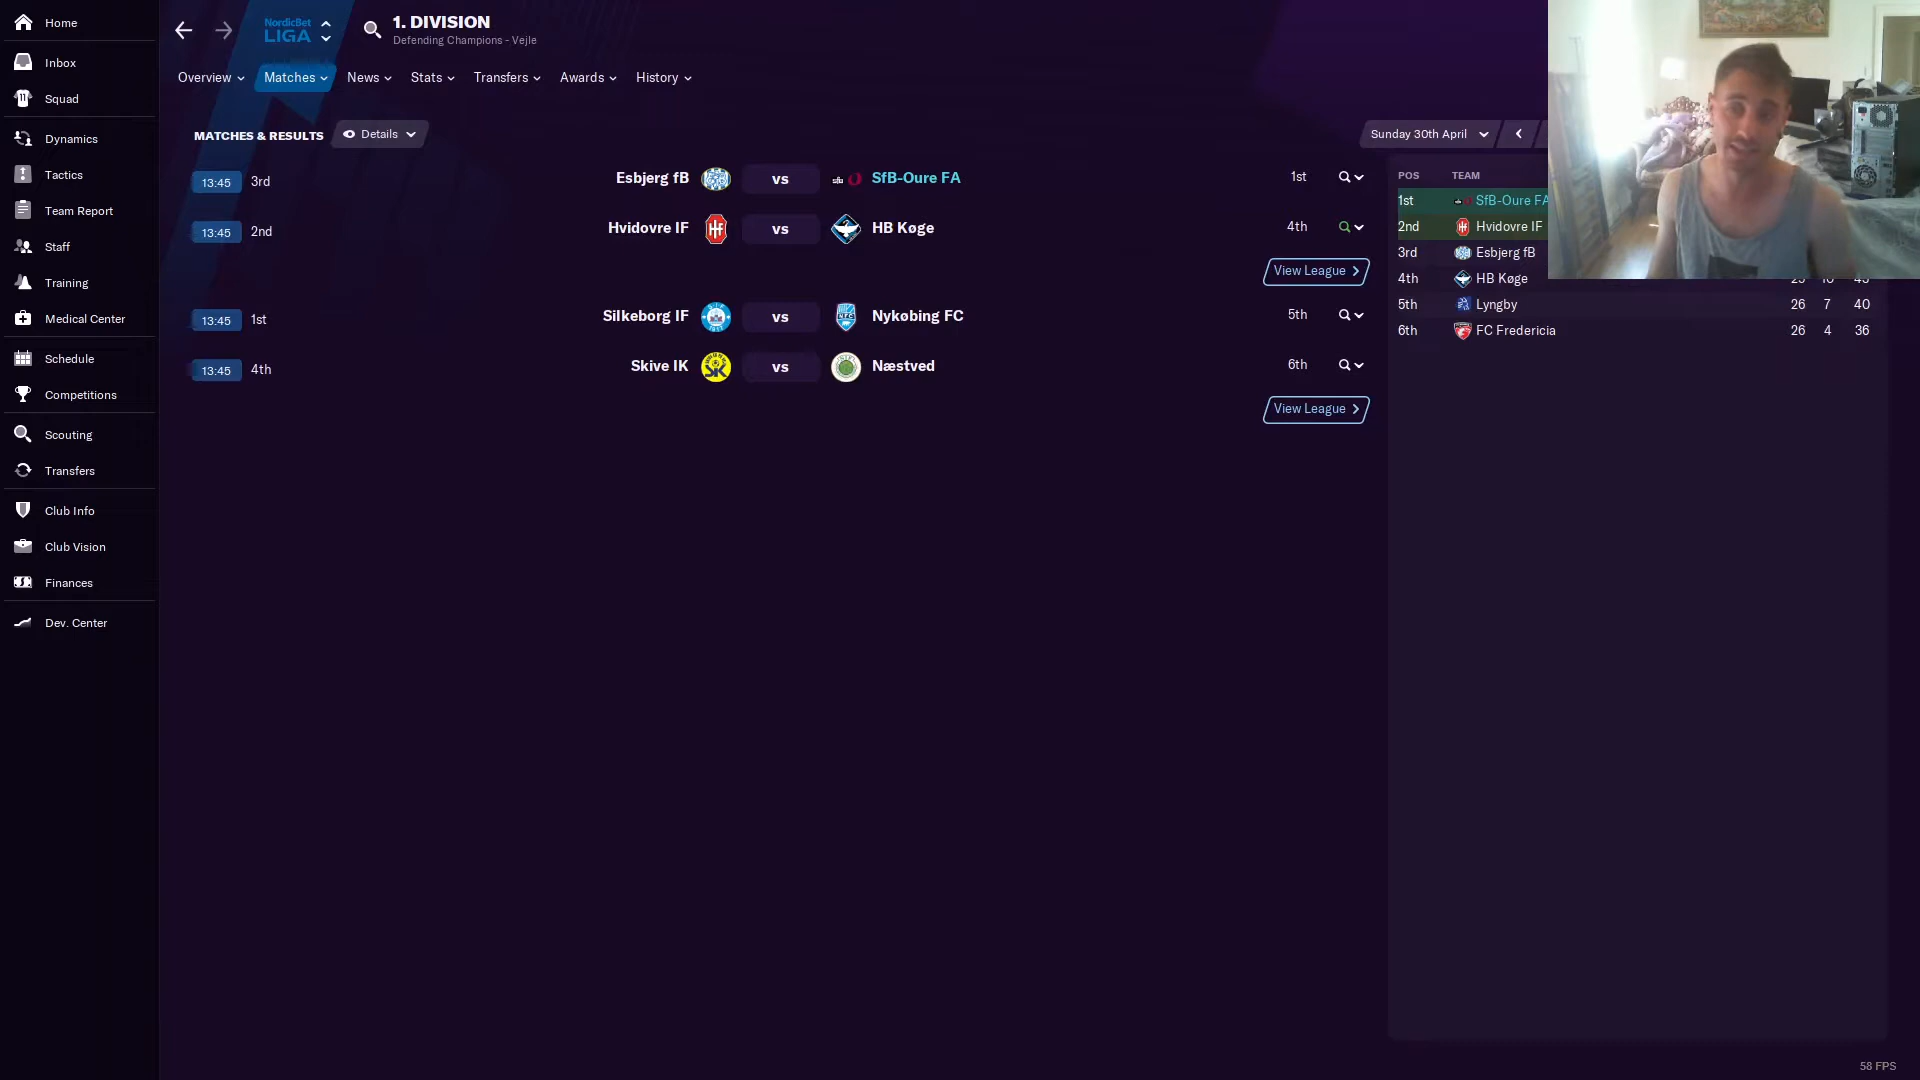 Home
Inbox
Squad
Dynamics
Tactics
Team Report
Staff
Training
Medical Center
Schedule
Competitions
Scouting
Transfers
Club Info
Club Vision
Finances
Dev. Center
NordicBet
LIGA
1. DIVISION
Defending Champions - Vejle
Overview Matches News Stats Transfers Awards History
MATCHES & RESULTS Details
Sunday 30th April
13:45 3rd Esbjerg fB vs SfB-Oure FA 1st
13:45 2nd Hvidovre IF vs HB Køge 4th
View League
13:45 1st Silkeborg IF vs Nykøbing FC 5th
13:45 4th Skive IK vs Næstved 6th
View League
POS TEAM
1st SfB-Oure FA
2nd Hvidovre IF
3rd Esbjerg fB
4th HB Køge
5th Lyngby 26 7 40
6th FC Fredericia 26 4 36
58 FPS